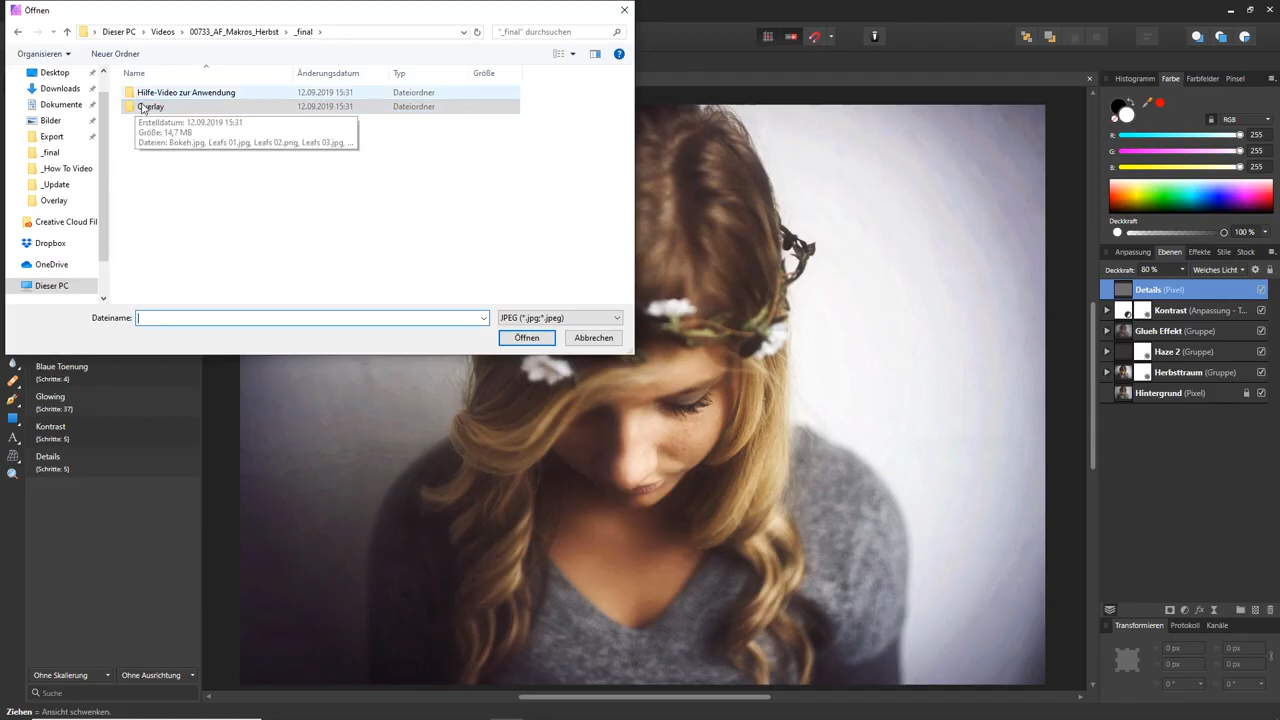 Öffnen
Dieser PC > Videos > 00733_AF_Makros_Herbst > _final >
"_final" durchsuchen
Organisieren
Neuer Ordner
Desktop
Downloads
Dokumente
Bilder
Export
_final
_How To Video
_Update
Overlay
Creative Cloud Fil
Dropbox
OneDrive
Dieser PC
Name Änderungsdatum Typ Größe
Hilfe-Video zur Anwendung 12.09.2019 15:31 Dateiordner
Overlay 12.09.2019 15:31 Dateiordner
Erstelldatum: 12.09.2019 15:31
Größe: 14,7 MB
Dateien: Bokeh.jpg, Leafs 01.jpg, Leafs 02.png, Leafs 03.jpg, ...
Dateiname:
JPEG (*.jpg;*.jpeg)
Öffnen
Abbrechen
Blaue Toenung
(Schritte: 4)
Glowing
(Schritte: 37)
Kontrast
(Schritte: 5)
Details
(Schritte: 5)
Ohne Skalierung
Ohne Ausrichtung
Suche
Ziehen = Ansicht schwenken.
Histogramm Farbe Farbfelder Pinsel
RGB
R: 255
G: 255
B: 255
Deckkraft
100 %
Anpassung Ebenen Effekte Stile Stock
Deckkraft: 80 % Weiches Licht
Details (Pixel)
Kontrast (Anpassung - T...
Glueh Effekt (Gruppe)
Haze 2 (Gruppe)
Herbsttraum (Gruppe)
Hintergrund (Pixel)
Transformieren Protokoll Kanäle
X: 0 px B: 0 px
Y: 0 px H: 0 px
D: 0 ° S: 0 °